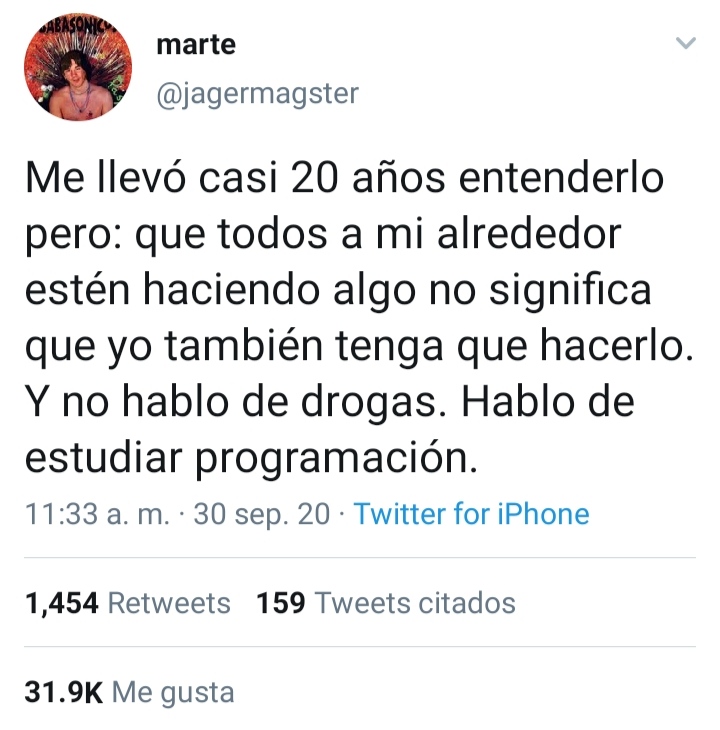 BABASONICOS
marte
@jagermagster
Me llevó casi 20 años entenderlo
pero: que todos a mi alrededor
estén haciendo algo no significa
que yo también tenga que hacerlo.
Y no hablo de drogas. Hablo de
estudiar programación.
11:33 a. m. · 30 sep. 20 · Twitter for iPhone
1,454 Retweets 159 Tweets citados
31.9K Me gusta